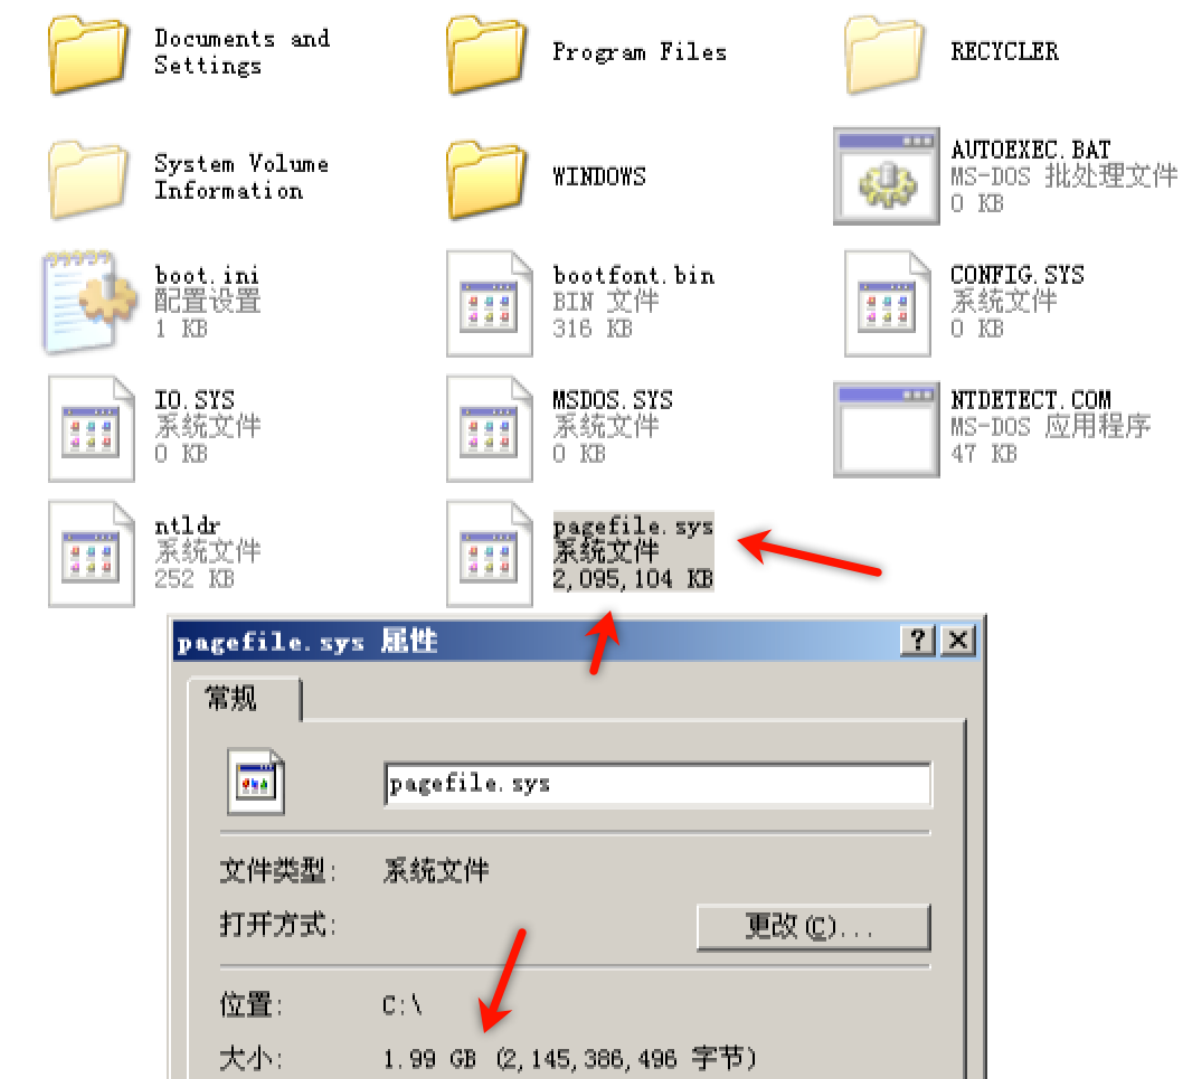 Documents and
Settings
Program Files
RECYCLER
System Volume
Information
WINDOWS
AUTOEXEC.BAT
MS-DOS 批处理文件
0 KB
boot.ini
配置设置
1 KB
bootfont.bin
BIN 文件
316 KB
CONFIG.SYS
系统文件
0 KB
IO.SYS
系统文件
0 KB
MSDOS.SYS
系统文件
0 KB
NTDETECT.COM
MS-DOS 应用程序
47 KB
ntldr
系统文件
252 KB
pagefile.sys
系统文件
2,095,104 KB
pagefile.sys 属性
常规
pagefile.sys
文件类型: 系统文件
打开方式: 更改(C)...
位置: C:\
大小: 1.99 GB (2,145,386,496 字节)